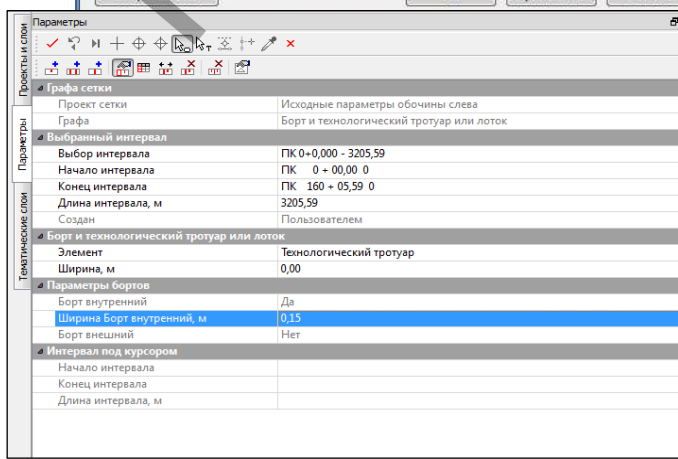 Параметры
Проекты и слои
Параметры
Тематические слои
Графа сетки
Проект сетки Исходные параметры обочины слева
Графа Борт и технологический тротуар или лоток
Выбранный интервал
Выбор интервала ПК 0+0,000 - 3205,59
Начало интервала ПК 0 + 00,00 0
Конец интервала ПК 160 + 05,59 0
Длина интервала, м 3205,59
Создан Пользователем
Борт и технологический тротуар или лоток
Элемент Технологический тротуар
Ширина, м 0,00
Параметры бортов
Борт внутренний Да
Ширина Борт внутренний, м 0,15
Борт внешний Нет
Интервал под курсором
Начало интервала
Конец интервала
Длина интервала, м